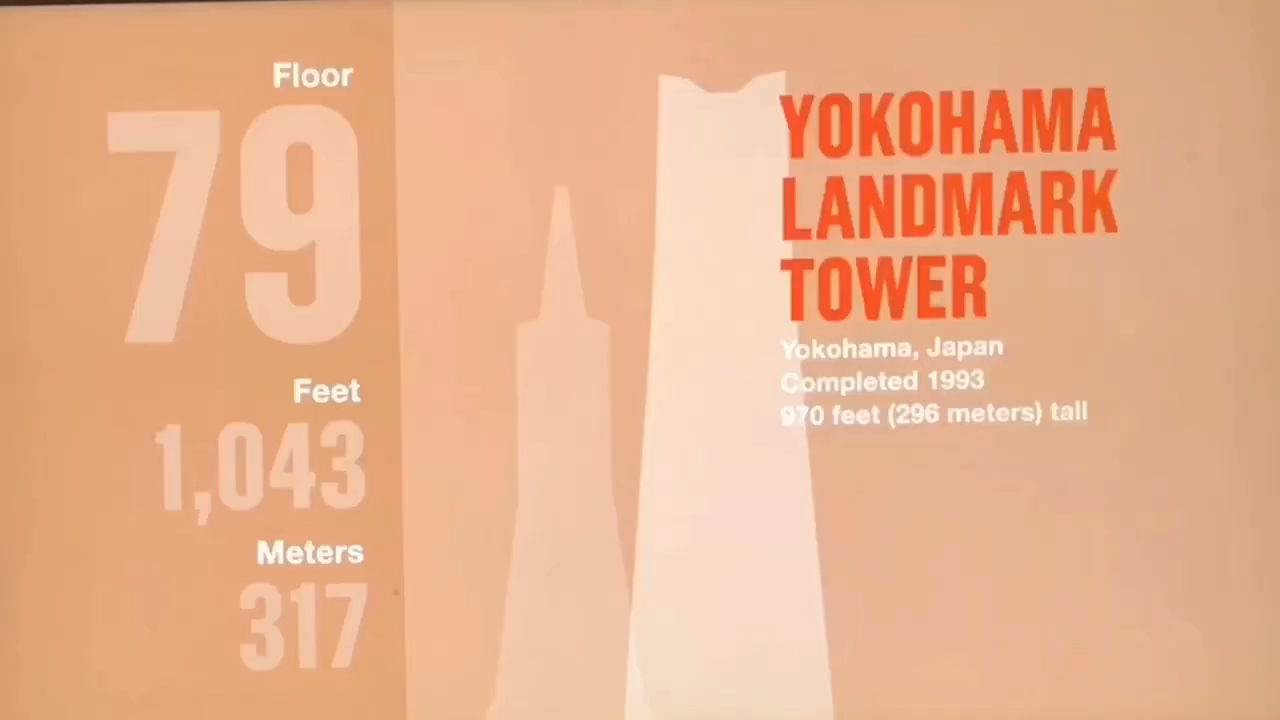 Floor
79
Feet
1,043
Meters
317
YOKOHAMA
LANDMARK
TOWER
Yokohama, Japan
Completed 1993
970 feet (296 meters) tall